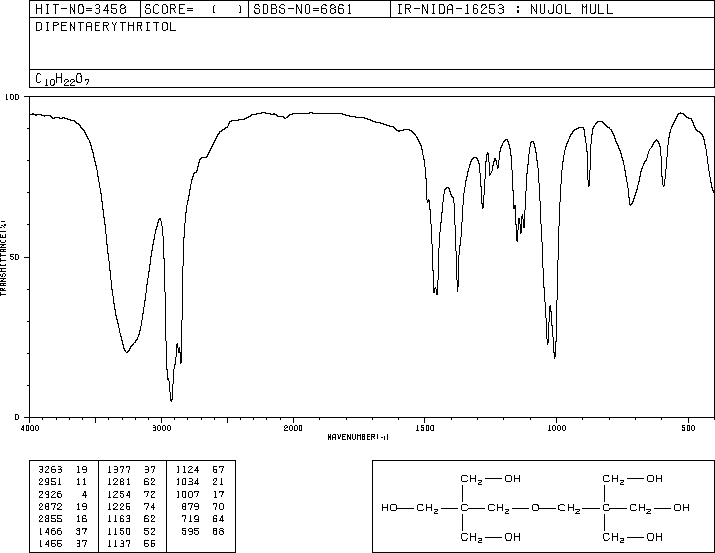 HIT-NO=3458 SCORE= ( ) SDBS-NO=6861 IR-NIDA-16253 : NUJOL MULL
DIPENTAERYTHRITOL
C10H22O7
100
50
0
TRANSMITTANCE(%)
4000 3000 2000 1500 1000 500
WAVENUMBER(-1)
3263 19 1377 37 1124 57
2951 11 1281 62 1034 21
2926 4 1254 72 1007 17
2872 19 1226 74 879 70
2855 16 1163 62 719 64
1466 37 1150 52 595 68
1456 37 1137 56
CH2—OH CH2—OH
HO—CH2—C—CH2—O—CH2—C—CH2—OH
CH2—OH CH2—OH